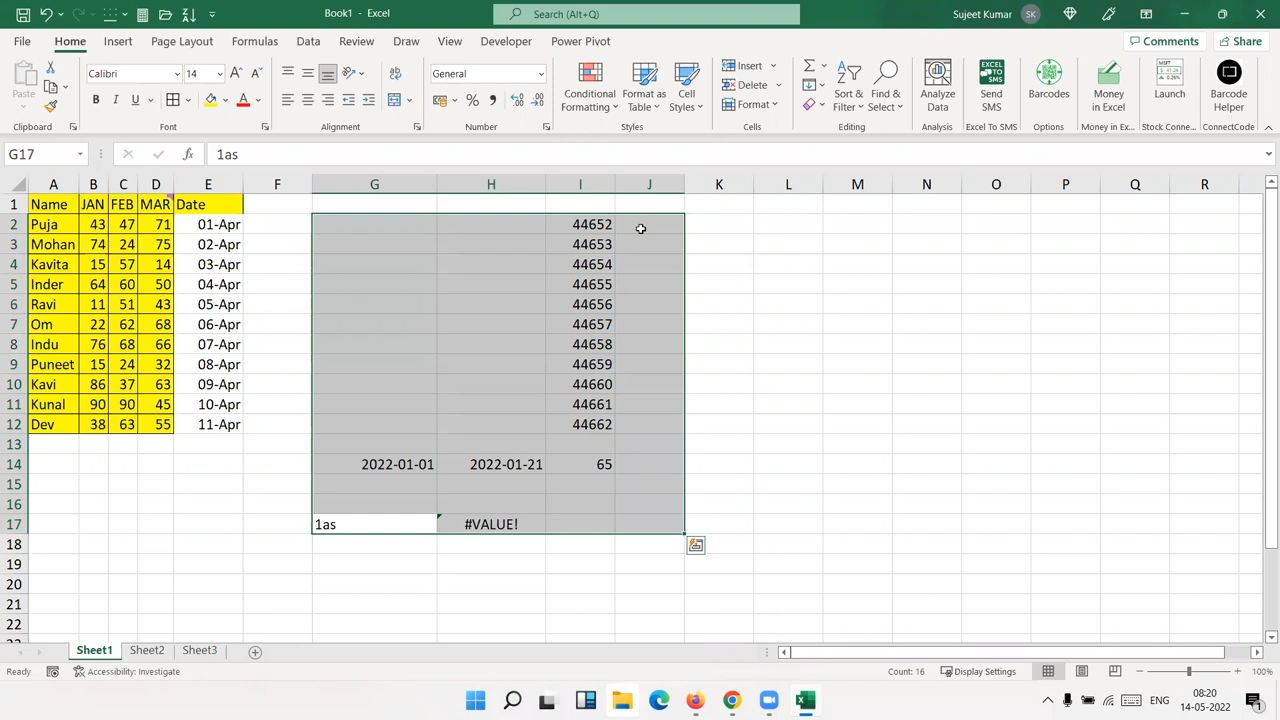 Book1 - Excel
Search (Alt+Q)
Sujeet Kumar
SK
File Home Insert Page Layout Formulas Data Review View Automate Developer Power Pivot
Comments Share
Paste
Calibri 14
General
Conditional Formatting
Format as Table
Cell Styles
Insert
Delete
Format
Sort & Filter
Find & Select
Analyze Data
Send SMS
Barcodes
Money in Excel
Launch
Barcode Helper
Clipboard Font Alignment Number Styles Cells Editing Analysis Excel To SMS Options Money in Ex... Stock Connec... ConnectCode
G17 1as
A B C D E F G H I J K L M N O P Q R
1 Name JAN FEB MAR Date
2 Puja 43 47 71 01-Apr 44652
3 Mohan 74 24 75 02-Apr 44653
4 Kavita 15 57 14 03-Apr 44654
5 Inder 64 60 50 04-Apr 44655
6 Ravi 11 51 43 05-Apr 44656
7 Om 22 62 68 06-Apr 44657
8 Indu 76 68 66 07-Apr 44658
9 Puneet 15 24 32 08-Apr 44659
10 Kavi 86 37 63 09-Apr 44660
11 Kunal 90 90 45 10-Apr 44661
12 Dev 38 63 55 11-Apr 44662
13
14 2022-01-01 2022-01-21 65
15
16
17 1as #VALUE!
18
19
20
21
22
Sheet1 Sheet2 Sheet3
Ready Accessibility: Investigate Count: 16 Display Settings 100%
ENG
08:20
14-05-2022